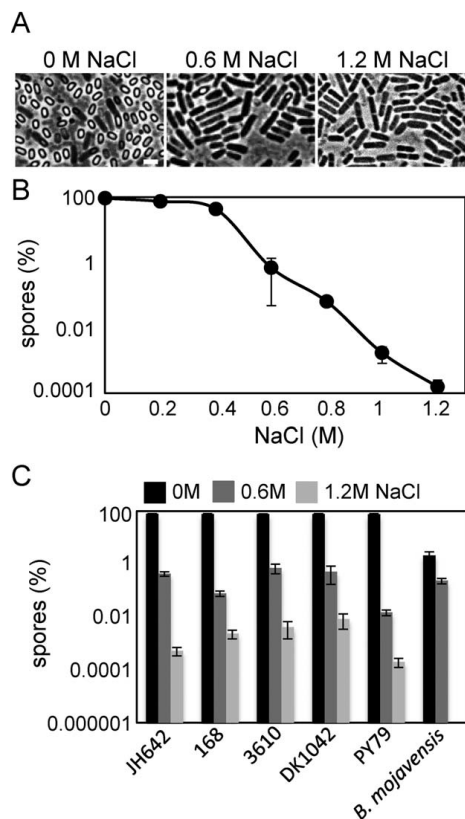 A
0 M NaCl 0.6 M NaCl 1.2 M NaCl
B
spores (%)
100
1
0.01
0.0001
0 0.2 0.4 0.6 0.8 1 1.2
NaCl (M)
C
0M 0.6M 1.2M NaCl
spores (%)
100
1
0.01
0.0001
0.000001
JH642 168 3610 DK1042 PY79 B. mojavensis